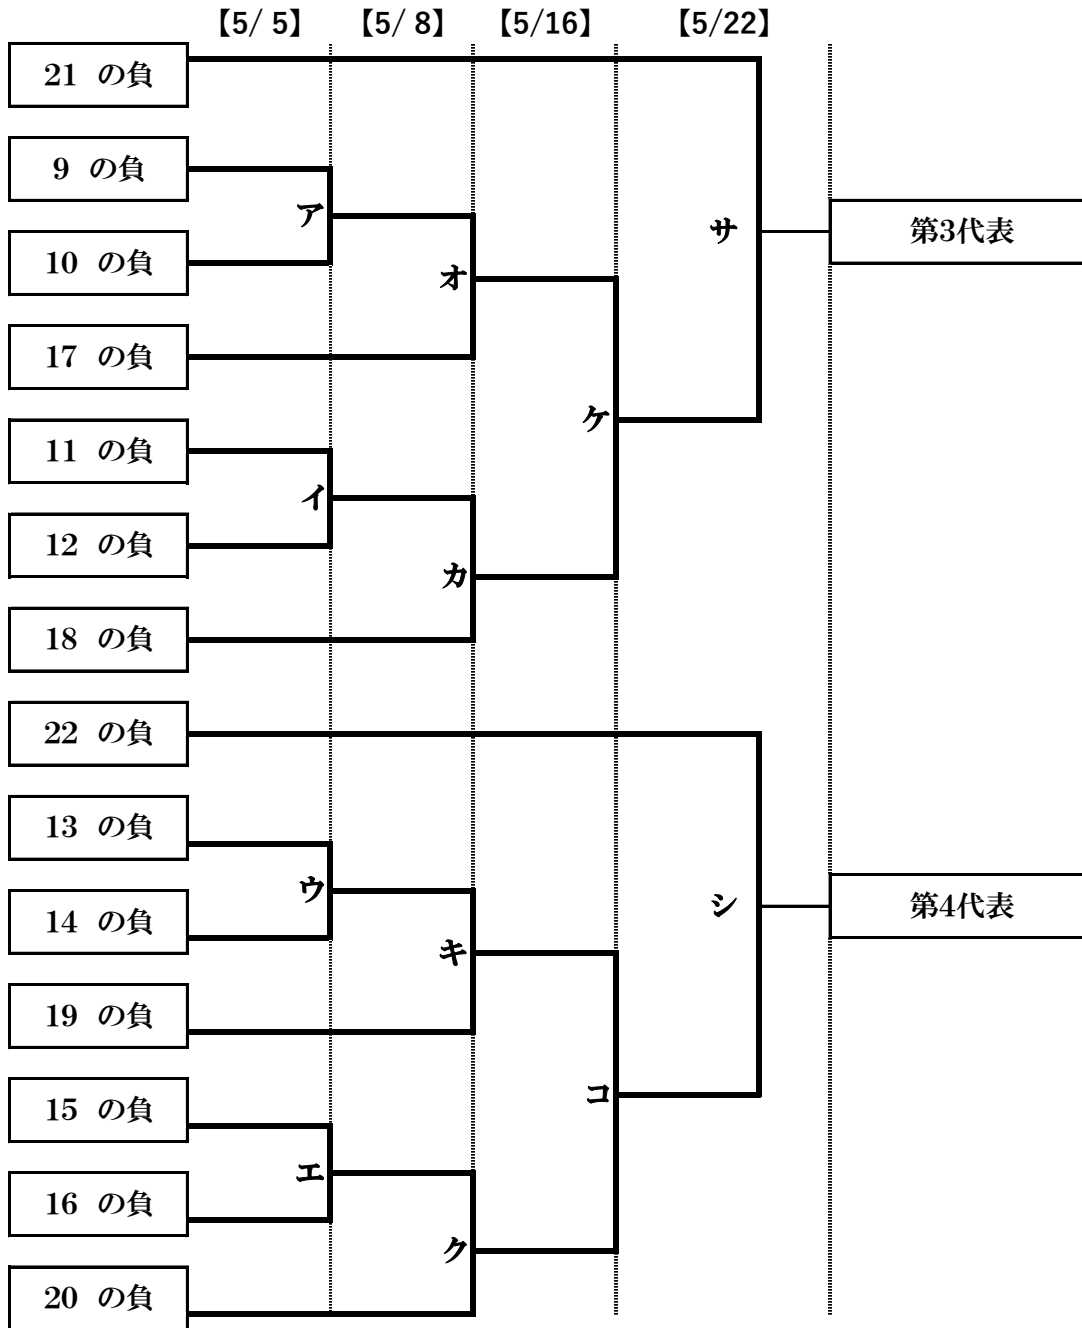 【5/ 5】 【5/ 8】 【5/16】 【5/22】
21 の負
9 の負
ア
サ
第3代表
10 の負
オ
17 の負
ケ
11 の負
イ
12 の負
カ
18 の負
22 の負
13 の負
ウ
シ
第4代表
14 の負
キ
19 の負
コ
15 の負
エ
16 の負
ク
20 の負